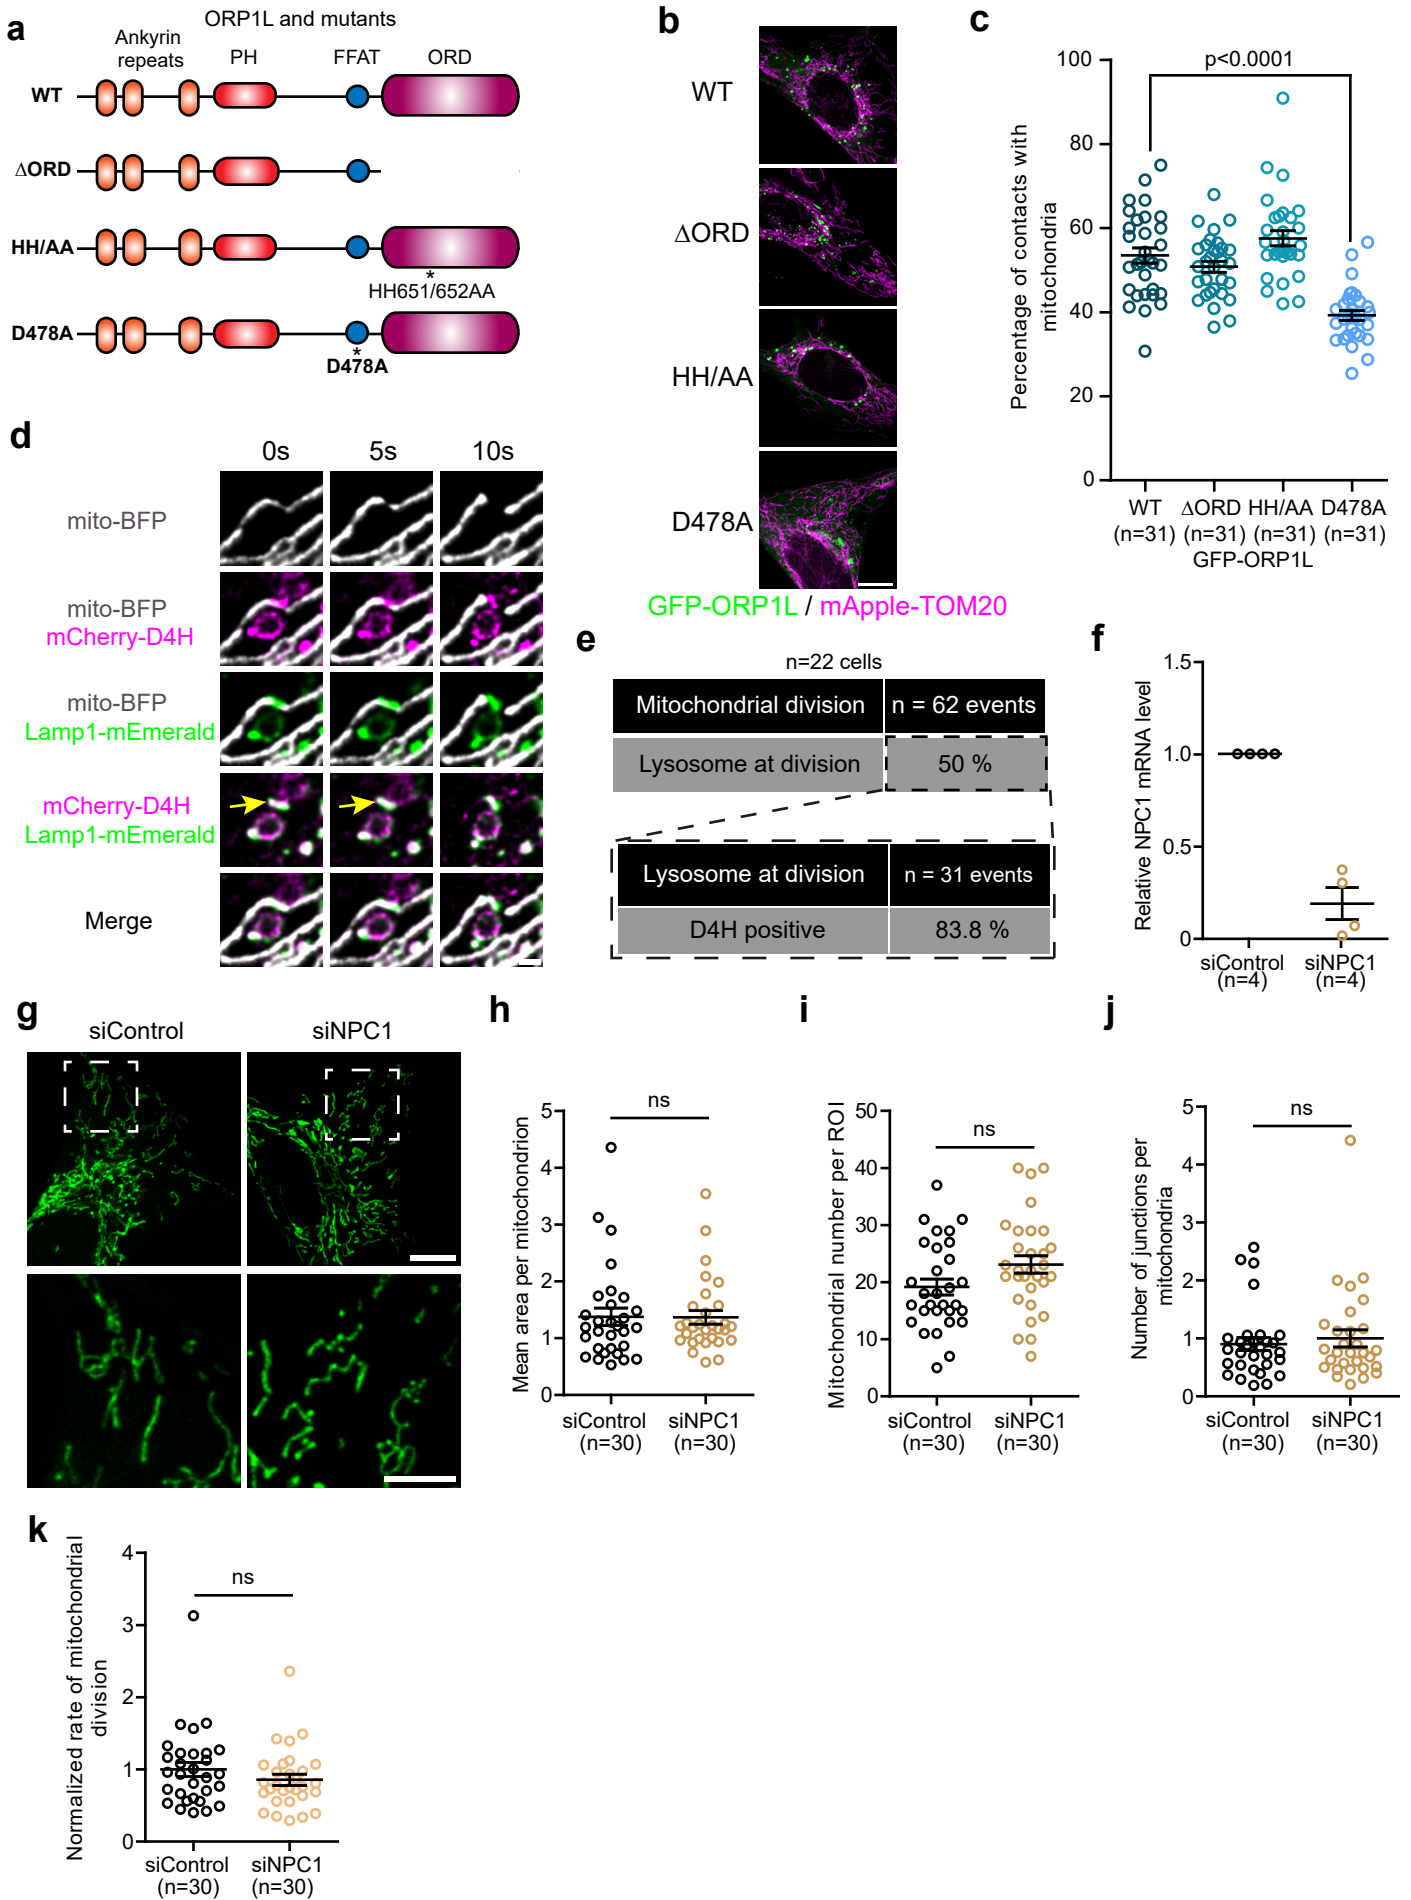 a
ORP1L and mutants
Ankyrin
repeats
PH
FFAT
ORD
WT
ΔORD
HH/AA
*
HH651/652AA
D478A
*
D478A
b
WT
ΔORD
HH/AA
D478A
GFP-ORP1L / mApple-TOM20
c
Percentage of contacts with
mitochondria
100
80
60
40
20
0
p<0.0001
WT ΔORD HH/AA D478A
(n=31) (n=31) (n=31) (n=31)
GFP-ORP1L
d
0s 5s 10s
mito-BFP
mito-BFP
mCherry-D4H
mito-BFP
Lamp1-mEmerald
mCherry-D4H
Lamp1-mEmerald
Merge
e
n=22 cells
Mitochondrial division n = 62 events
Lysosome at division 50 %
Lysosome at division n = 31 events
D4H positive 83.8 %
f
Relative NPC1 mRNA level
1.5
1.0
0.5
0
siControl siNPC1
(n=4) (n=4)
g
siControl siNPC1
h
Mean area per mitochondrion
5
4
3
2
1
0
ns
siControl siNPC1
(n=30) (n=30)
i
Mitochondrial number per ROI
50
40
30
20
10
0
ns
siControl siNPC1
(n=30) (n=30)
j
Number of junctions per
mitochondria
5
4
3
2
1
0
ns
siControl siNPC1
(n=30) (n=30)
k
Normalized rate of mitochondrial
division
4
3
2
1
0
ns
siControl siNPC1
(n=30) (n=30)